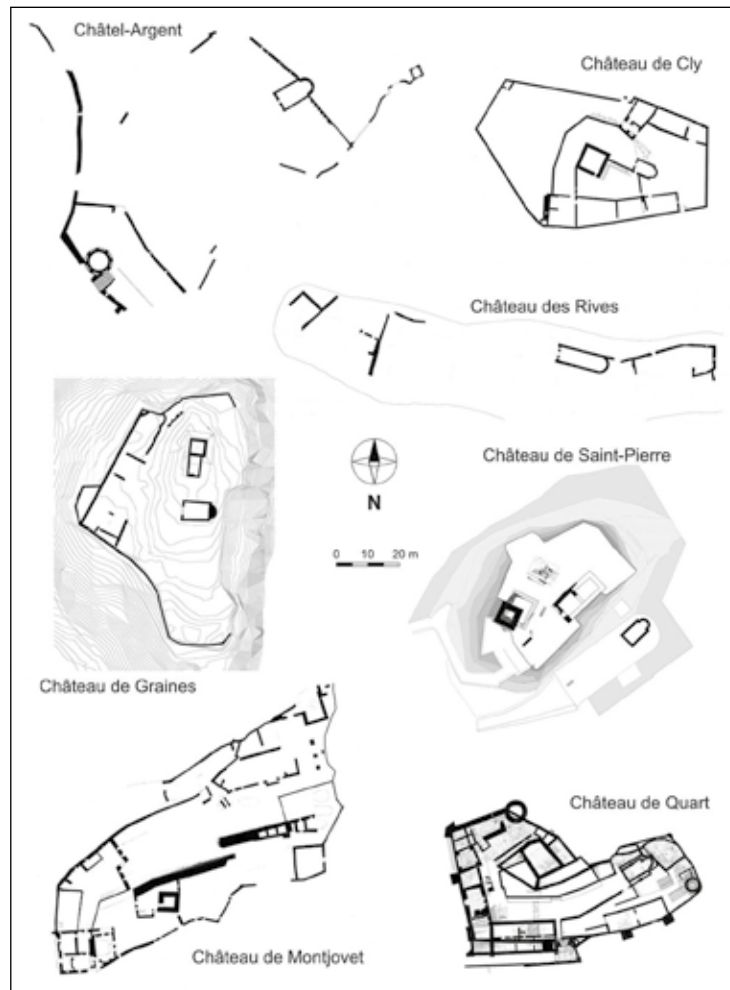 Châtel-Argent
Château de Cly
Château des Rives
Château de Saint-Pierre
N
0 10 20 m
Château de Graines
Château de Quart
Château de Montjovet